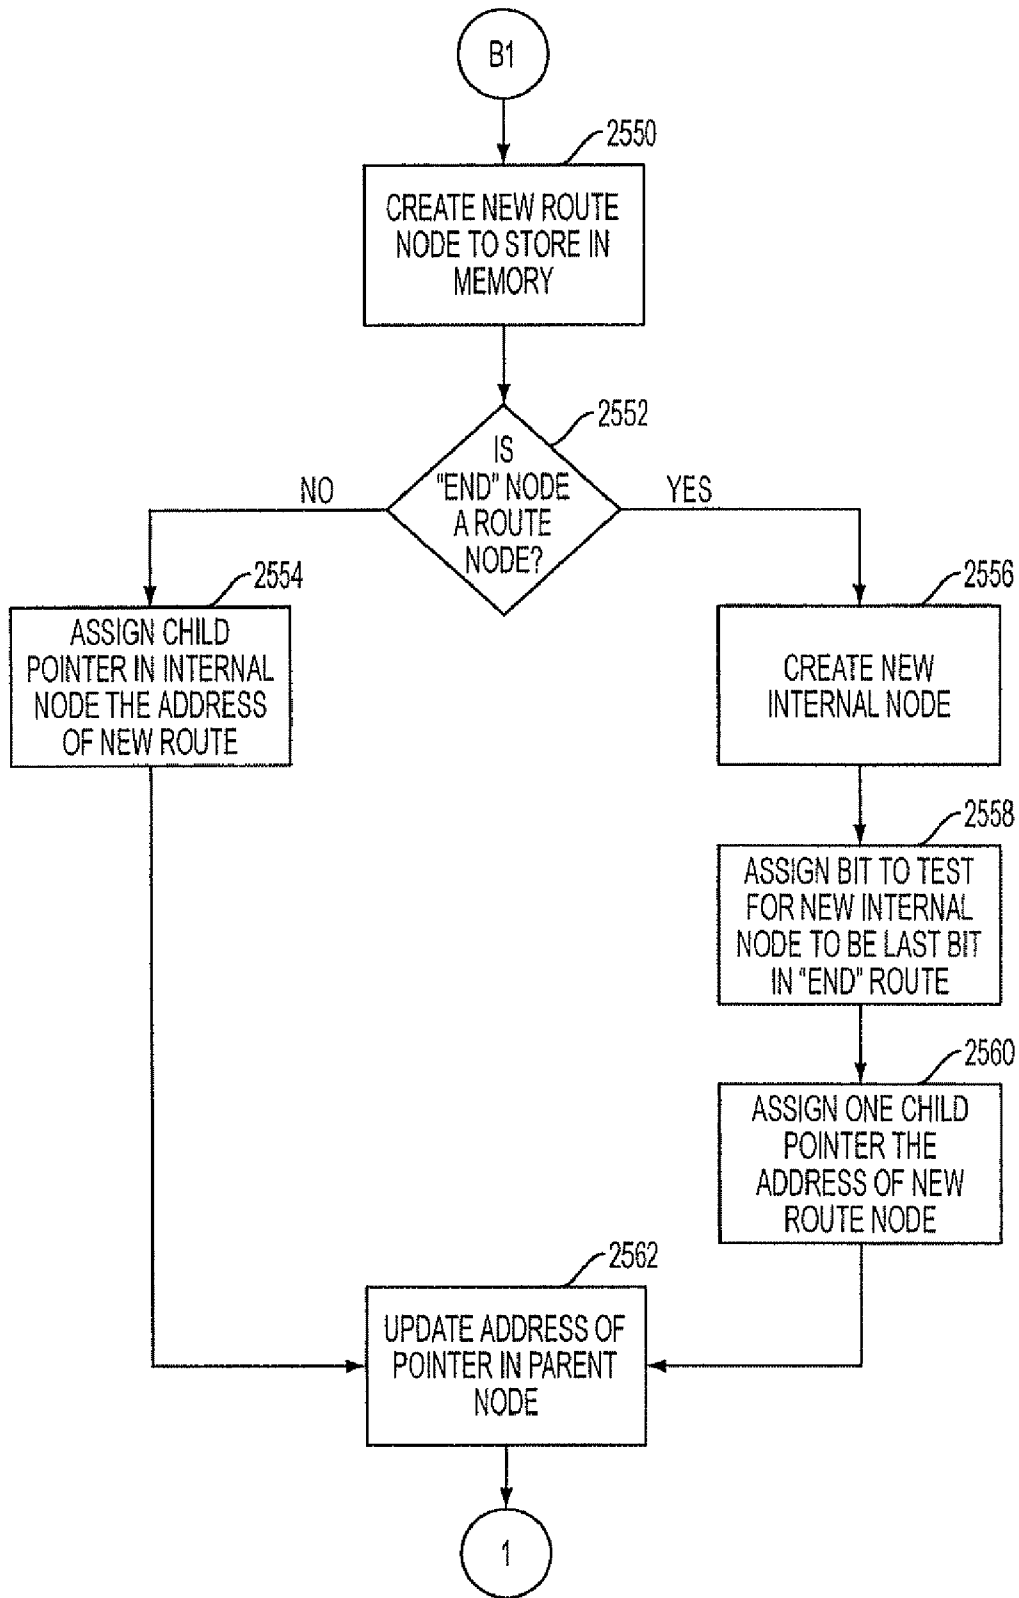 B1
2550
CREATE NEW ROUTE
NODE TO STORE IN
MEMORY
2552
IS
"END" NODE
A ROUTE
NODE?
NO
YES
2554
ASSIGN CHILD
POINTER IN INTERNAL
NODE THE ADDRESS
OF NEW ROUTE
2556
CREATE NEW
INTERNAL NODE
2558
ASSIGN BIT TO TEST
FOR NEW INTERNAL
NODE TO BE LAST BIT
IN "END" ROUTE
2560
ASSIGN ONE CHILD
POINTER THE
ADDRESS OF NEW
ROUTE NODE
2562
UPDATE ADDRESS OF
POINTER IN PARENT
NODE
1